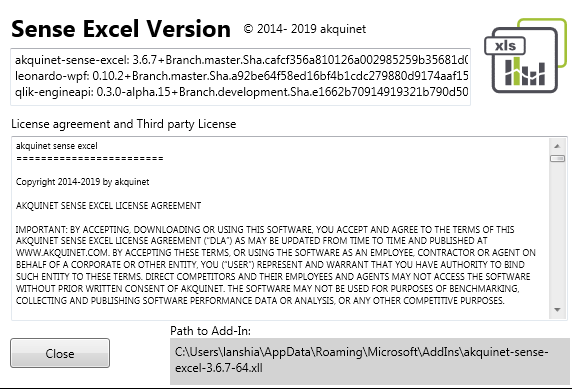 Sense Excel Version © 2014- 2019 akquinet
xls
akquinet-sense-excel: 3.6.7+Branch.master.Sha.cafcf356a810126a002985259b35681d0
leonardo-wpf: 0.10.2+Branch.master.Sha.a92be64f58ed16bf4b1cdc279880d9174aaf15
qlik-engineapi: 0.3.0-alpha.15+Branch.development.Sha.e1662b70914919321b790d50
License agreement and Third party License
akquinet sense excel
========================
Copyright 2014-2019 by akquinet
AKQUINET SENSE EXCEL LICENSE AGREEMENT
IMPORTANT: BY ACCEPTING, DOWNLOADING OR USING THIS SOFTWARE, YOU ACCEPT AND AGREE TO THE TERMS OF THIS
AKQUINET SENSE EXCEL LICENSE AGREEMENT ("DLA") AS MAY BE UPDATED FROM TIME TO TIME AND PUBLISHED AT
WWW.AKQUINET.COM. BY ACCEPTING THESE TERMS, OR USING THE SOFTWARE AS AN EMPLOYEE, CONTRACTOR OR AGENT ON
BEHALF OF A CORPORATE OR OTHER ENTITY, YOU ("USER") REPRESENT AND WARRANT THAT YOU HAVE AUTHORITY TO BIND
SUCH ENTITY TO THESE TERMS. DIRECT COMPETITORS AND THEIR EMPLOYEES AND AGENTS MAY NOT ACCESS THE SOFTWARE
WITHOUT PRIOR WRITTEN CONSENT OF AKQUINET. THE SOFTWARE MAY NOT BE USED FOR PURPOSES OF BENCHMARKING,
COLLECTING AND PUBLISHING SOFTWARE PERFORMANCE DATA OR ANALYSIS, OR ANY OTHER COMPETITIVE PURPOSES.
Path to Add-In:
Close
C:\Users\lanshia\AppData\Roaming\Microsoft\AddIns\akquinet-sense-
excel-3.6.7-64.xll